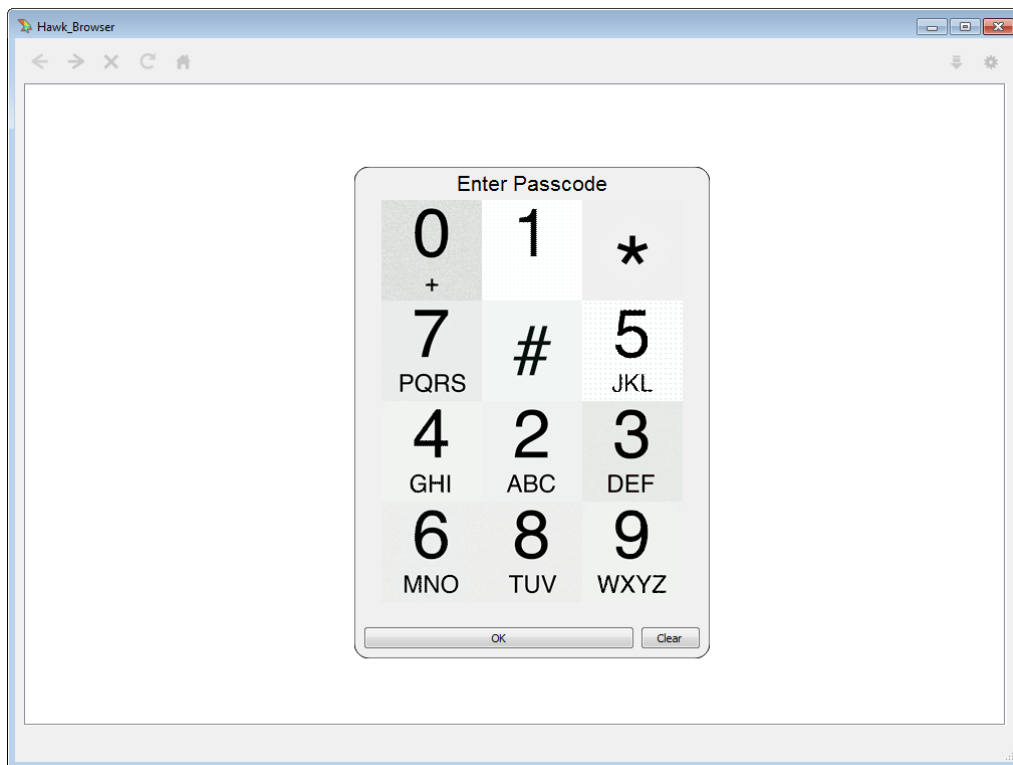 Hawk_Browser
Enter Passcode
0 1 *
+
7 # 5
PQRS JKL
4 2 3
GHI ABC DEF
6 8 9
MNO TUV WXYZ
OK Clear